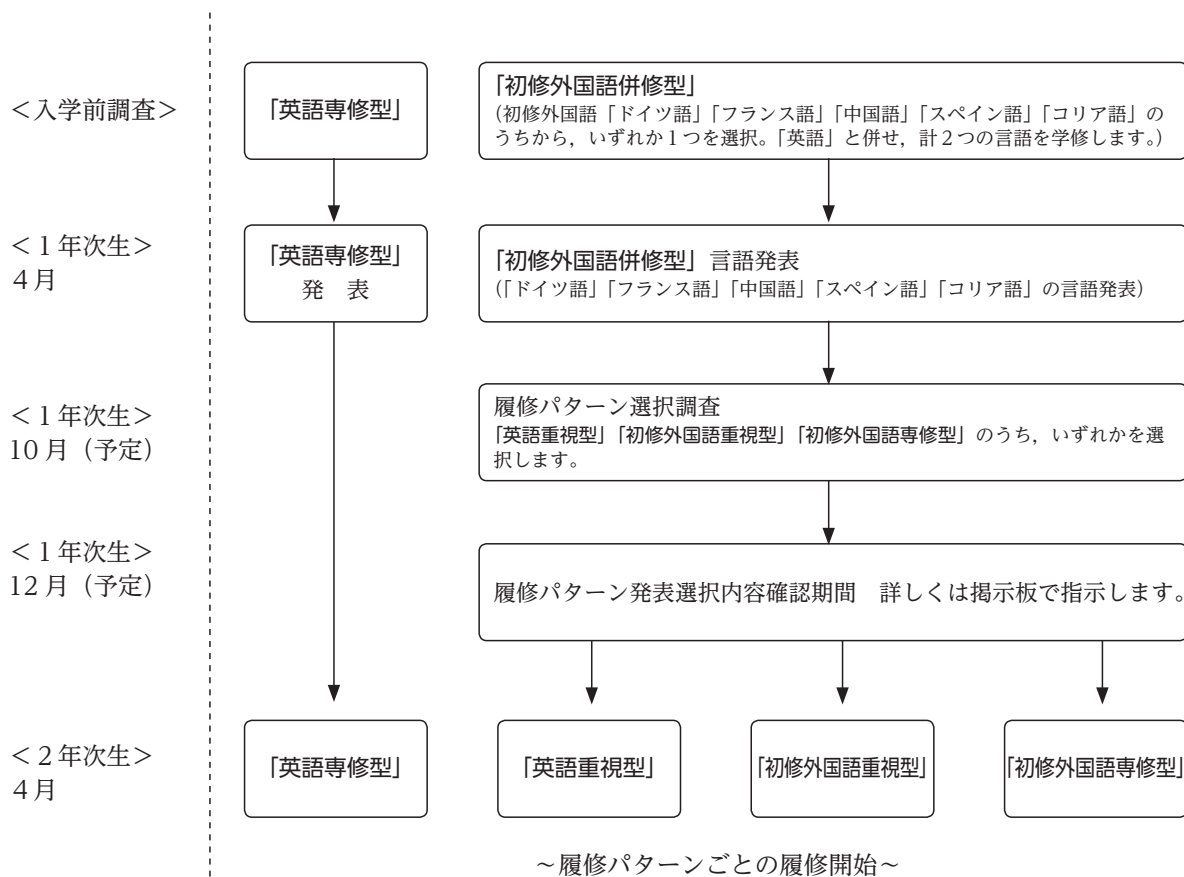 ＜入学前調査＞
「英語専修型」
「初修外国語併修型」
(初修外国語「ドイツ語」「フランス語」「中国語」「スペイン語」「コリア語」の
うちから，いずれか１つを選択。「英語」と併せ，計２つの言語を学修します。)
＜１年次生＞
４月
「英語専修型」
発　表
「初修外国語併修型」言語発表
(「ドイツ語」「フランス語」「中国語」「スペイン語」「コリア語」の言語発表)
＜１年次生＞
10 月（予定）
履修パターン選択調査
「英語重視型」「初修外国語重視型」「初修外国語専修型」のうち，いずれかを選
択します。
＜１年次生＞
12 月（予定）
履修パターン発表選択内容確認期間　詳しくは掲示板で指示します。
＜２年次生＞
４月
「英語専修型」
「英語重視型」
「初修外国語重視型」
「初修外国語専修型」
～履修パターンごとの履修開始～